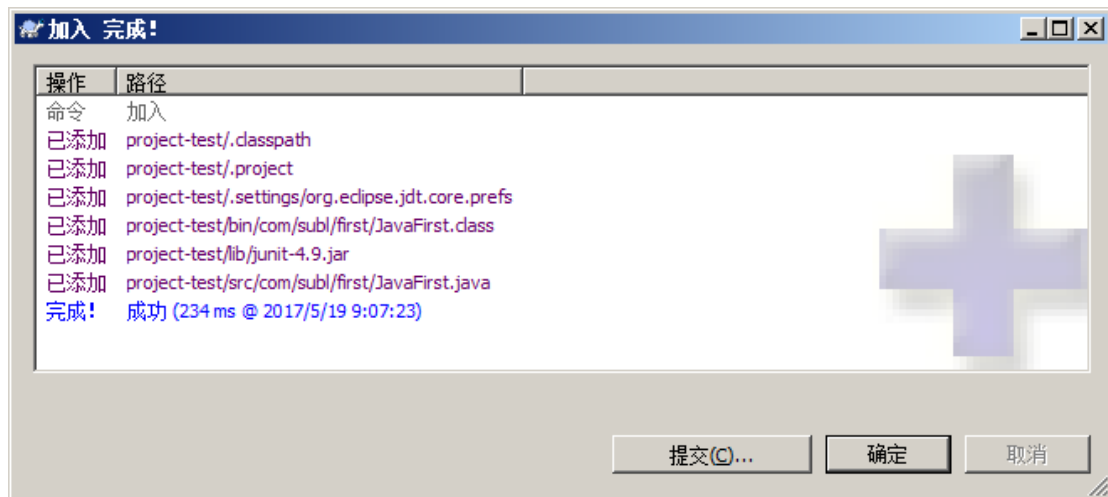 加入 完成!
操作 路径
命令 加入
已添加 project-test/.classpath
已添加 project-test/.project
已添加 project-test/.settings/org.eclipse.jdt.core.prefs
已添加 project-test/bin/com/subl/first/JavaFirst.class
已添加 project-test/lib/junit-4.9.jar
已添加 project-test/src/com/subl/first/JavaFirst.java
完成! 成功 (234 ms @ 2017/5/19 9:07:23)
提交(C)... 确定 取消